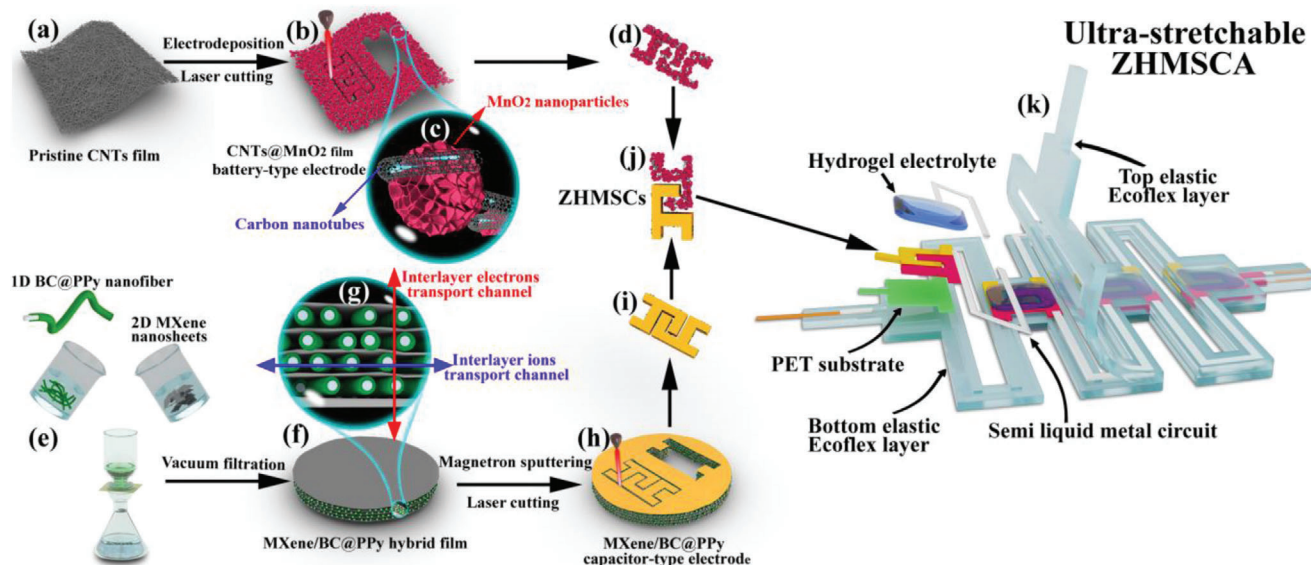 (a)
Electrodeposition
Laser cutting
(b)
(d)
Ultra-stretchable
ZHMSCA
(k)
MnO2 nanoparticles
(c)
Pristine CNTs film
CNTs@MnO2 film
battery-type electrode
Carbon nanotubes
(j)
ZHMSCs
Hydrogel electrolyte
Top elastic
Ecoflex layer
1D BC@PPy nanofiber
2D MXene
nanosheets
(g)
Interlayer electrons
transport channel
Interlayer ions
transport channel
(i)
PET substrate
Bottom elastic
Ecoflex layer
Semi liquid metal circuit
(e)
Vacuum filtration
(f)
Magnetron sputtering
Laser cutting
(h)
MXene/BC@PPy hybrid film
MXene/BC@PPy
capacitor-type electrode